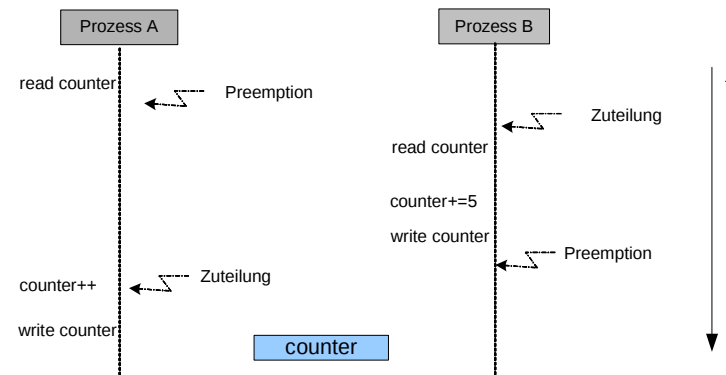 Prozess A
Prozess B
read counter
Preemption
Zuteilung
read counter
counter+=5
write counter
Preemption
Zuteilung
counter++
write counter
counter